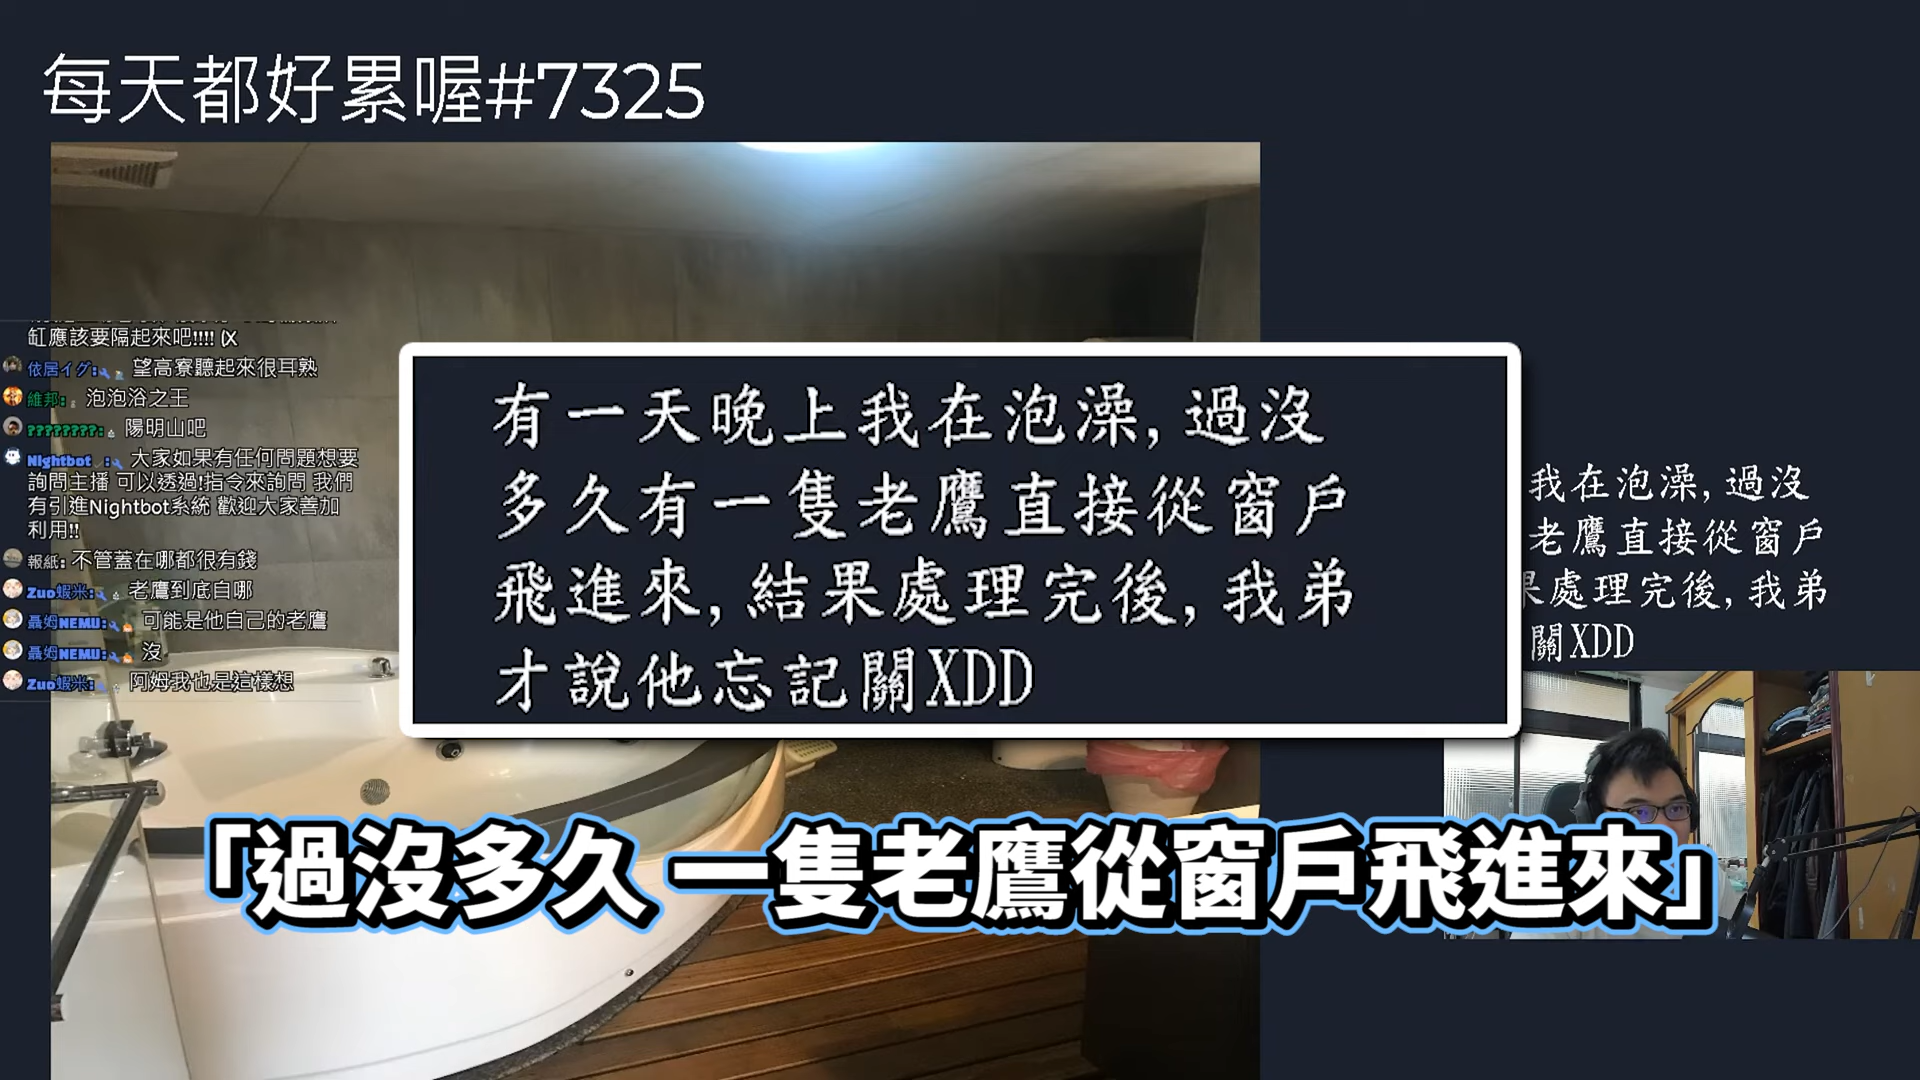 每天都好累喔#7325
缸應該要隔起來吧!!!! (X
依居イグ: 望高寮聽起來很耳熟
維邦: 泡泡浴之王
????????: 陽明山吧
Nightbot : 大家如果有任何問題想要
詢問主播 可以透過!指令來詢問 我們
有引進Nightbot系統 歡迎大家善加
利用!!
報紙: 不管蓋在哪都很有錢
Zuo蝦米: 老鷹到底自哪
聶姆NEMU: 可能是他自己的老鷹
聶姆NEMU: 沒
Zuo蝦米: 阿姆我也是這樣想
有一天晚上我在泡澡,過沒
多久有一隻老鷹直接從窗戶
飛進來,結果處理完後,我弟
才說他忘記關XDD
我在泡澡,過沒
老鷹直接從窗戶
果處理完後,我弟
關XDD
「過沒多久 一隻老鷹從窗戶飛進來」